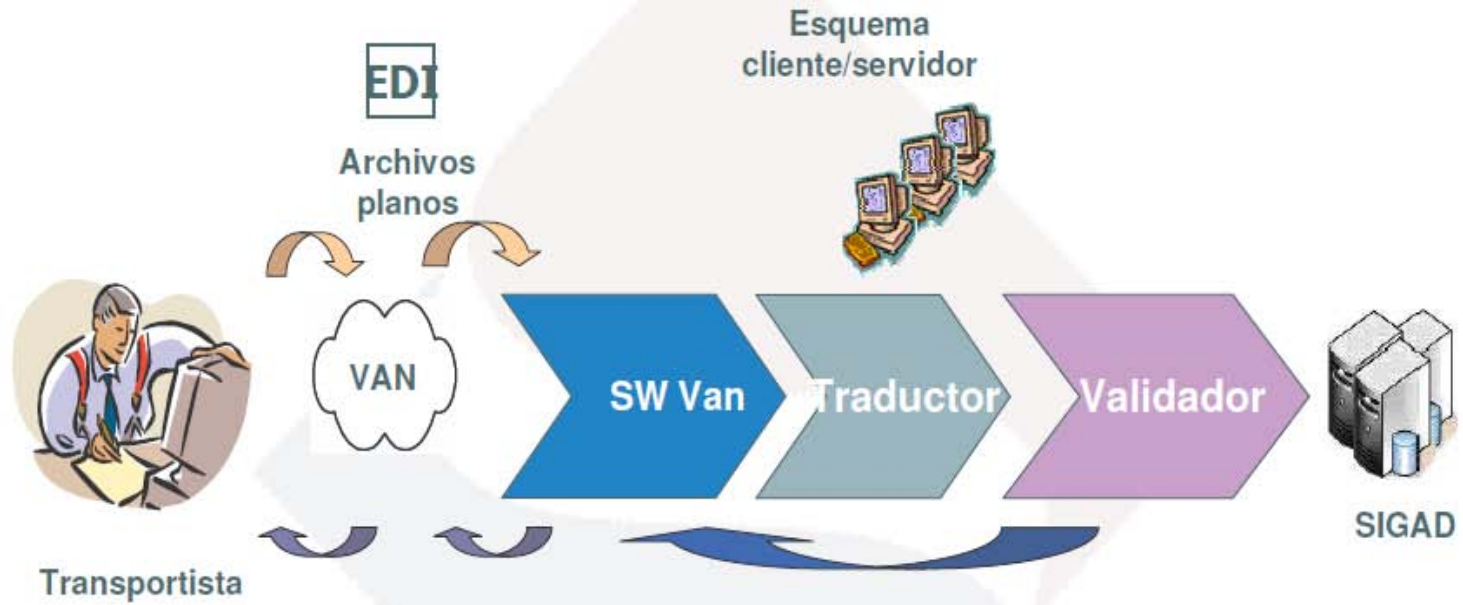 Esquema
cliente/servidor
EDI
Archivos
planos
VAN
SW Van
Traductor
Validador
SIGAD
Transportista